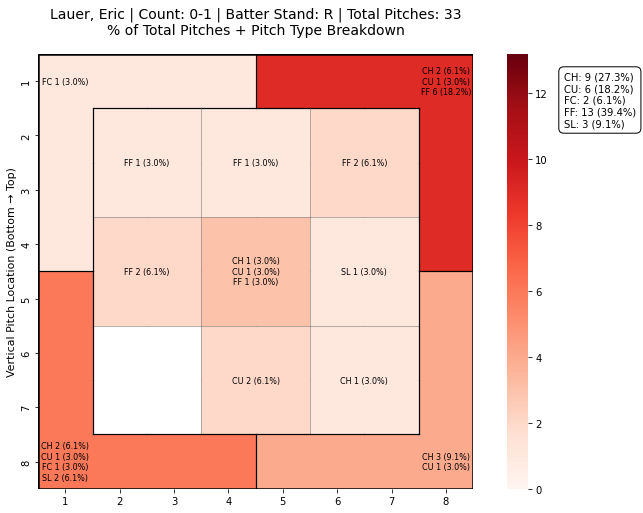 Lauer, Eric | Count: 0-1 | Batter Stand: R | Total Pitches: 33
% of Total Pitches + Pitch Type Breakdown
FC 1 (3.0%)
CH 2 (6.1%)
CU 1 (3.0%)
FF 6 (18.2%)
FF 1 (3.0%)
FF 1 (3.0%)
FF 2 (6.1%)
FF 2 (6.1%)
CH 1 (3.0%)
CU 1 (3.0%)
FF 1 (3.0%)
SL 1 (3.0%)
CU 2 (6.1%)
CH 1 (3.0%)
CH 2 (6.1%)
CU 1 (3.0%)
FC 1 (3.0%)
SL 2 (6.1%)
CH 3 (9.1%)
CU 1 (3.0%)
Vertical Pitch Location (Bottom → Top)
1
2
3
4
5
6
7
8
1 2 3 4 5 6 7 8
12
10
8
6
4
2
0
CH: 9 (27.3%)
CU: 6 (18.2%)
FC: 2 (6.1%)
FF: 13 (39.4%)
SL: 3 (9.1%)